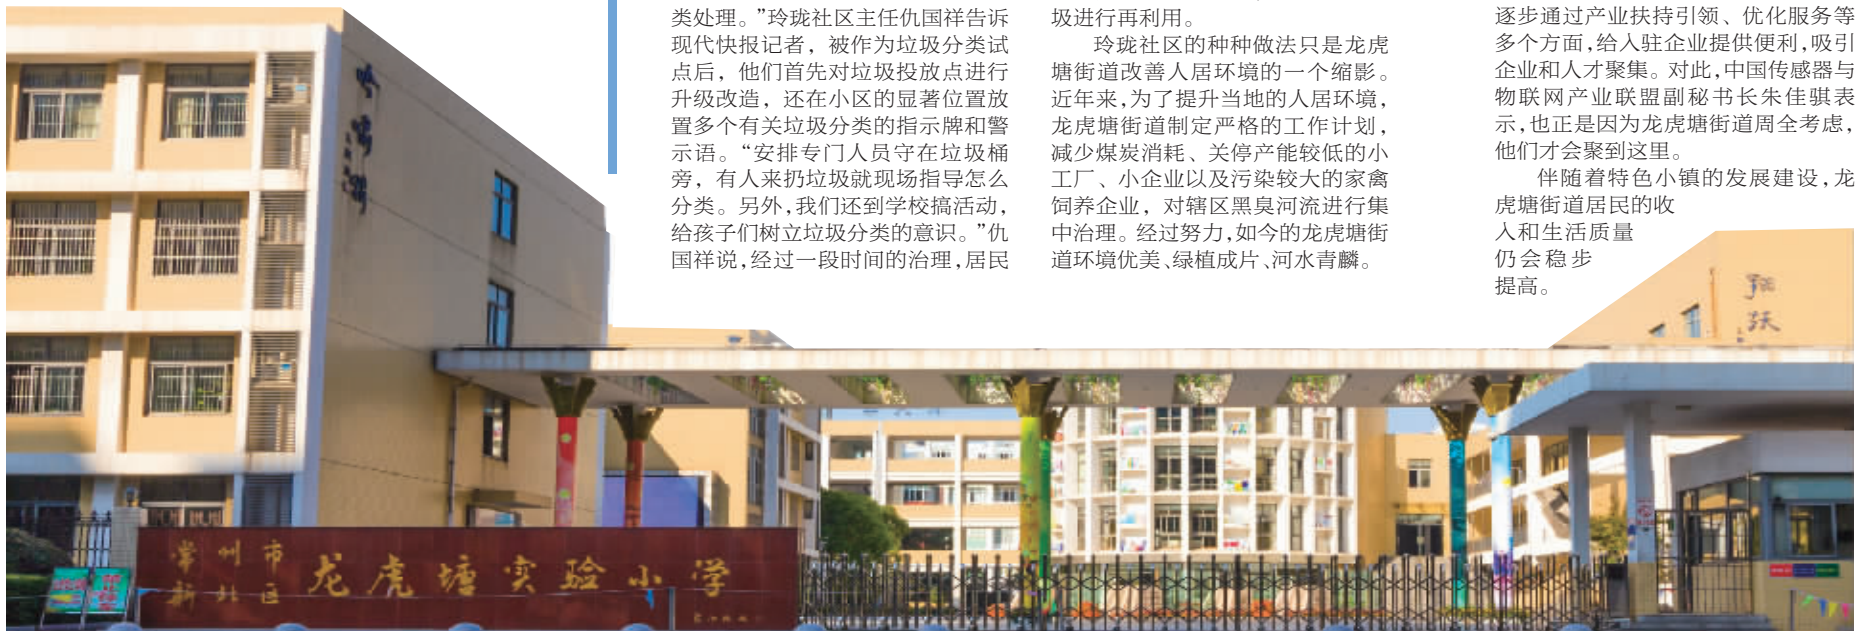 类处理。”玲珑社区主任仇国祥告诉
现代快报记者，被作为垃圾分类试
点后，他们首先对垃圾投放点进行
升级改造，还在小区的显著位置放
置多个有关垃圾分类的指示牌和警
示语。“安排专门人员守在垃圾桶
旁，有人来扔垃圾就现场指导怎么
分类。另外，我们还到学校搞活动，
给孩子们树立垃圾分类的意识。”仇
国祥说，经过一段时间的治理，居民
圾进行再利用。
玲珑社区的种种做法只是龙虎
塘街道改善人居环境的一个缩影。
近年来，为了提升当地的人居环境，
龙虎塘街道制定严格的工作计划，
减少煤炭消耗、关停产能较低的小
工厂、小企业以及污染较大的家禽
饲养企业，对辖区黑臭河流进行集
中治理。经过努力，如今的龙虎塘街
道环境优美、绿植成片、河水青麟。
逐步通过产业扶持引领、优化服务等
多个方面，给入驻企业提供便利，吸引
企业和人才聚集。对此，中国传感器与
物联网产业联盟副秘书长朱佳骐表
示，也正是因为龙虎塘街道周全考虑，
他们才会聚到这里。
伴随着特色小镇的发展建设，龙
虎塘街道居民的收
入和生活质量
仍会稳步
提高。
翔
跃
常州市
新北区
龙虎塘实验小学